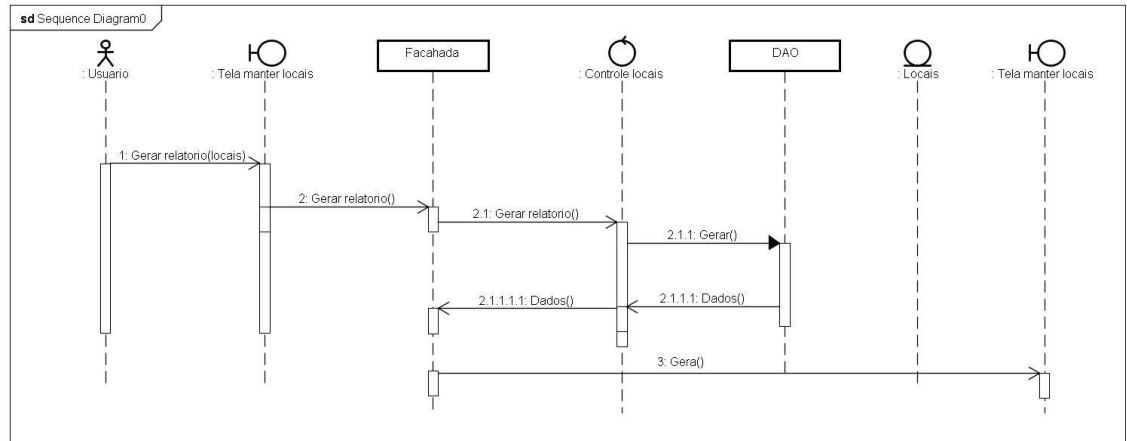 sd Sequence Diagram0
: Usuario
: Tela manter locais
Facahada
: Controle locais
DAO
: Locais
: Tela manter locais
1: Gerar relatorio(locais)
2: Gerar relatorio()
2.1: Gerar relatorio()
2.1.1: Gerar()
2.1.1.1.1: Dados()
2.1.1.1: Dados()
3: Gera()